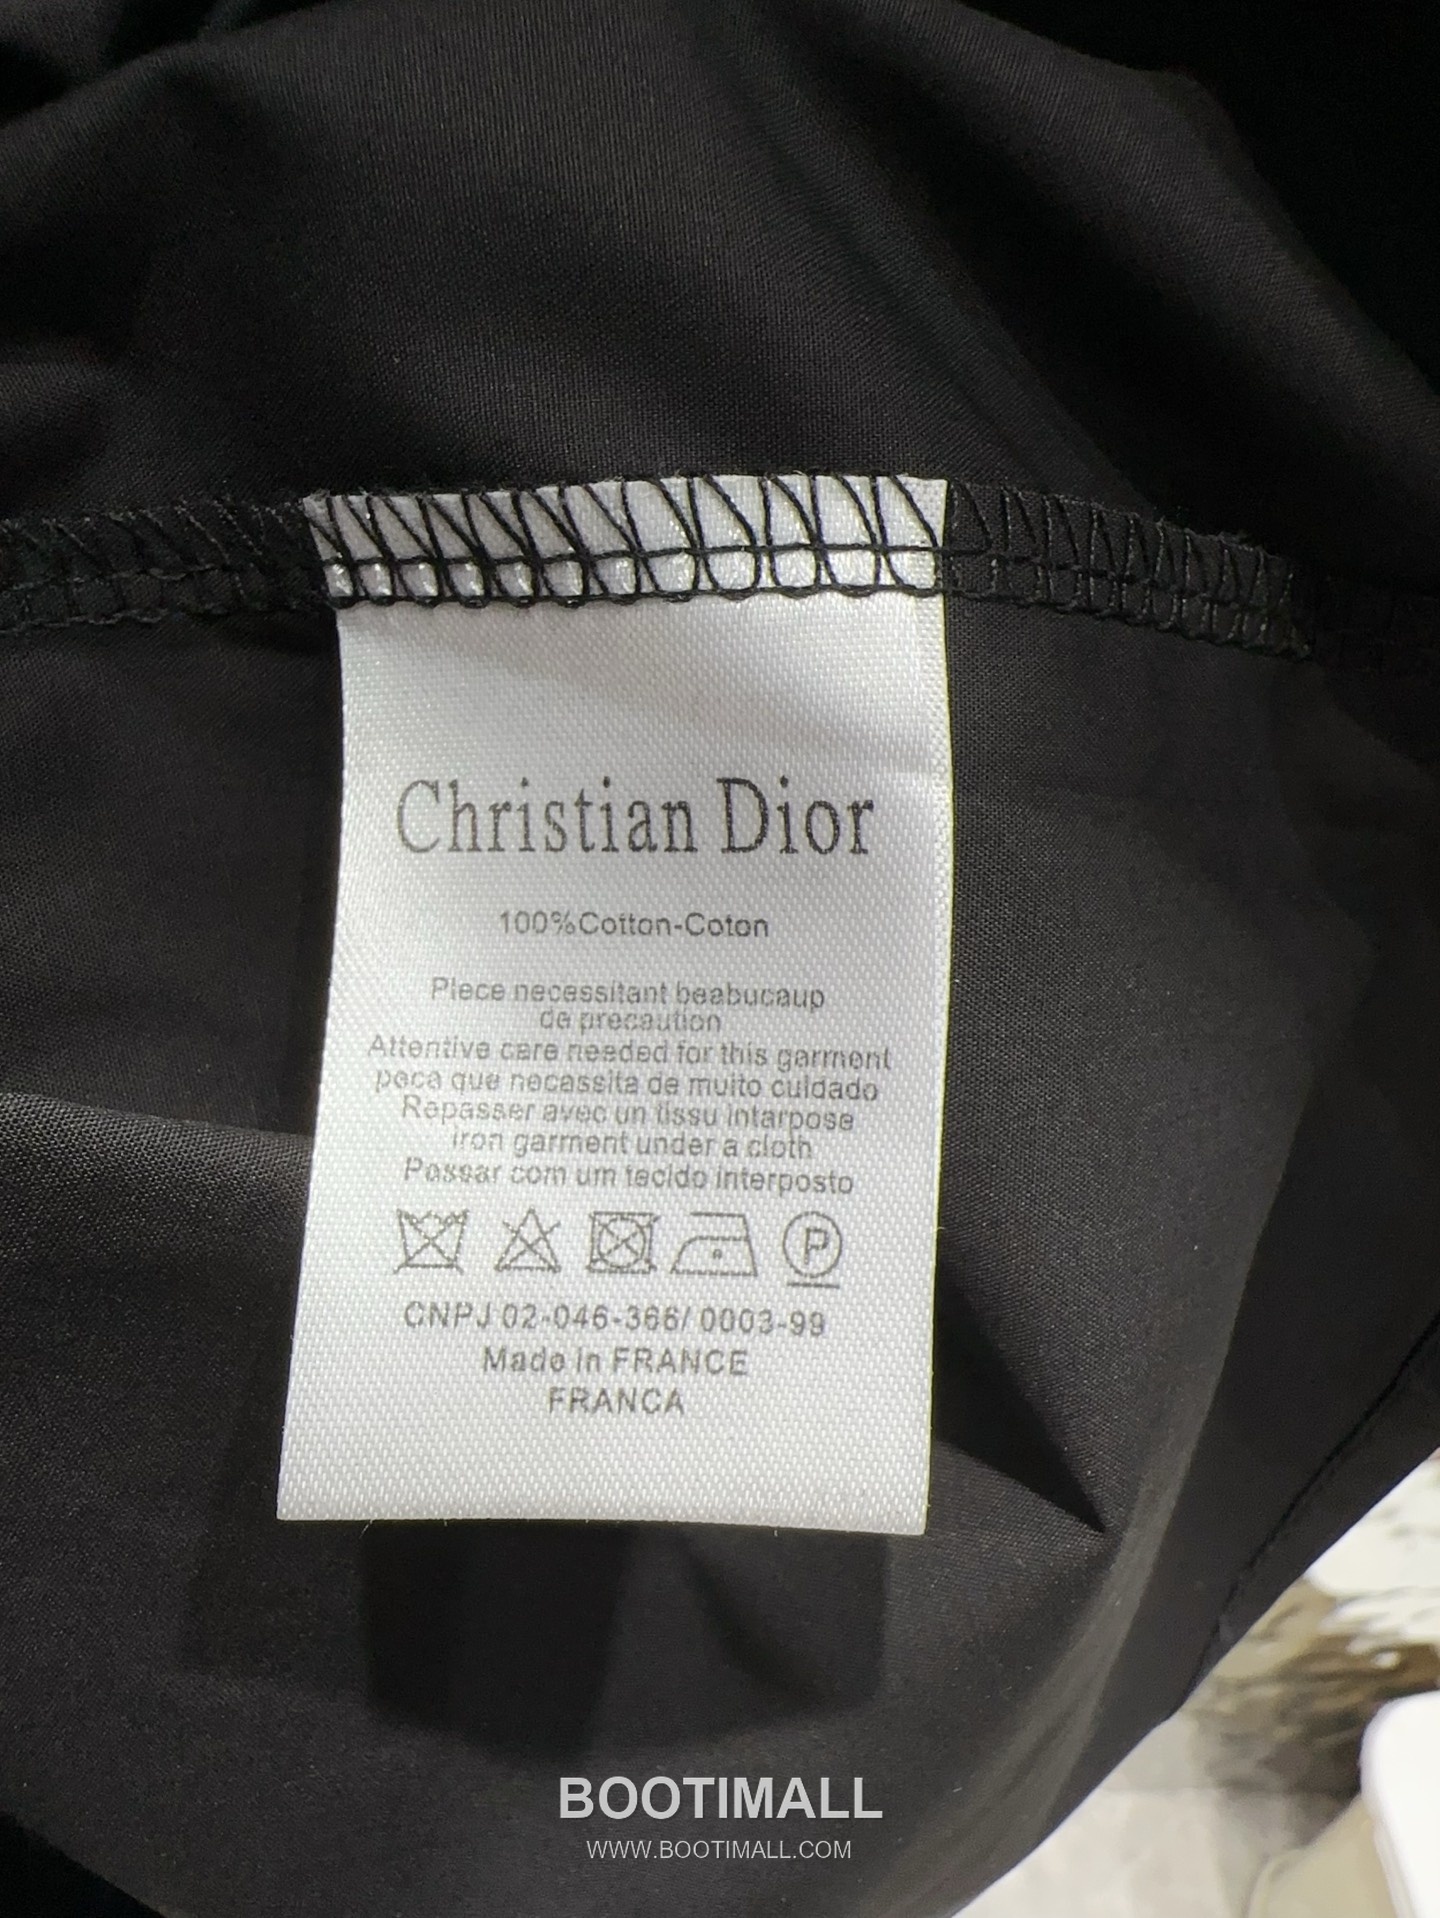 Christian Dior
100%Cotton-Coton
Piece necessitant beabucaup
de precaution
Attentive care needed for this garment
peca que necassita de muito cuidado
Repasser avec un tissu intarpose
iron garment under a cloth
Passar com um tecido interposto
P
CNPJ 02-046-366/ 0003-99
Made in FRANCE
FRANCA
BOOTIMALL
WWW.BOOTIMALL.COM